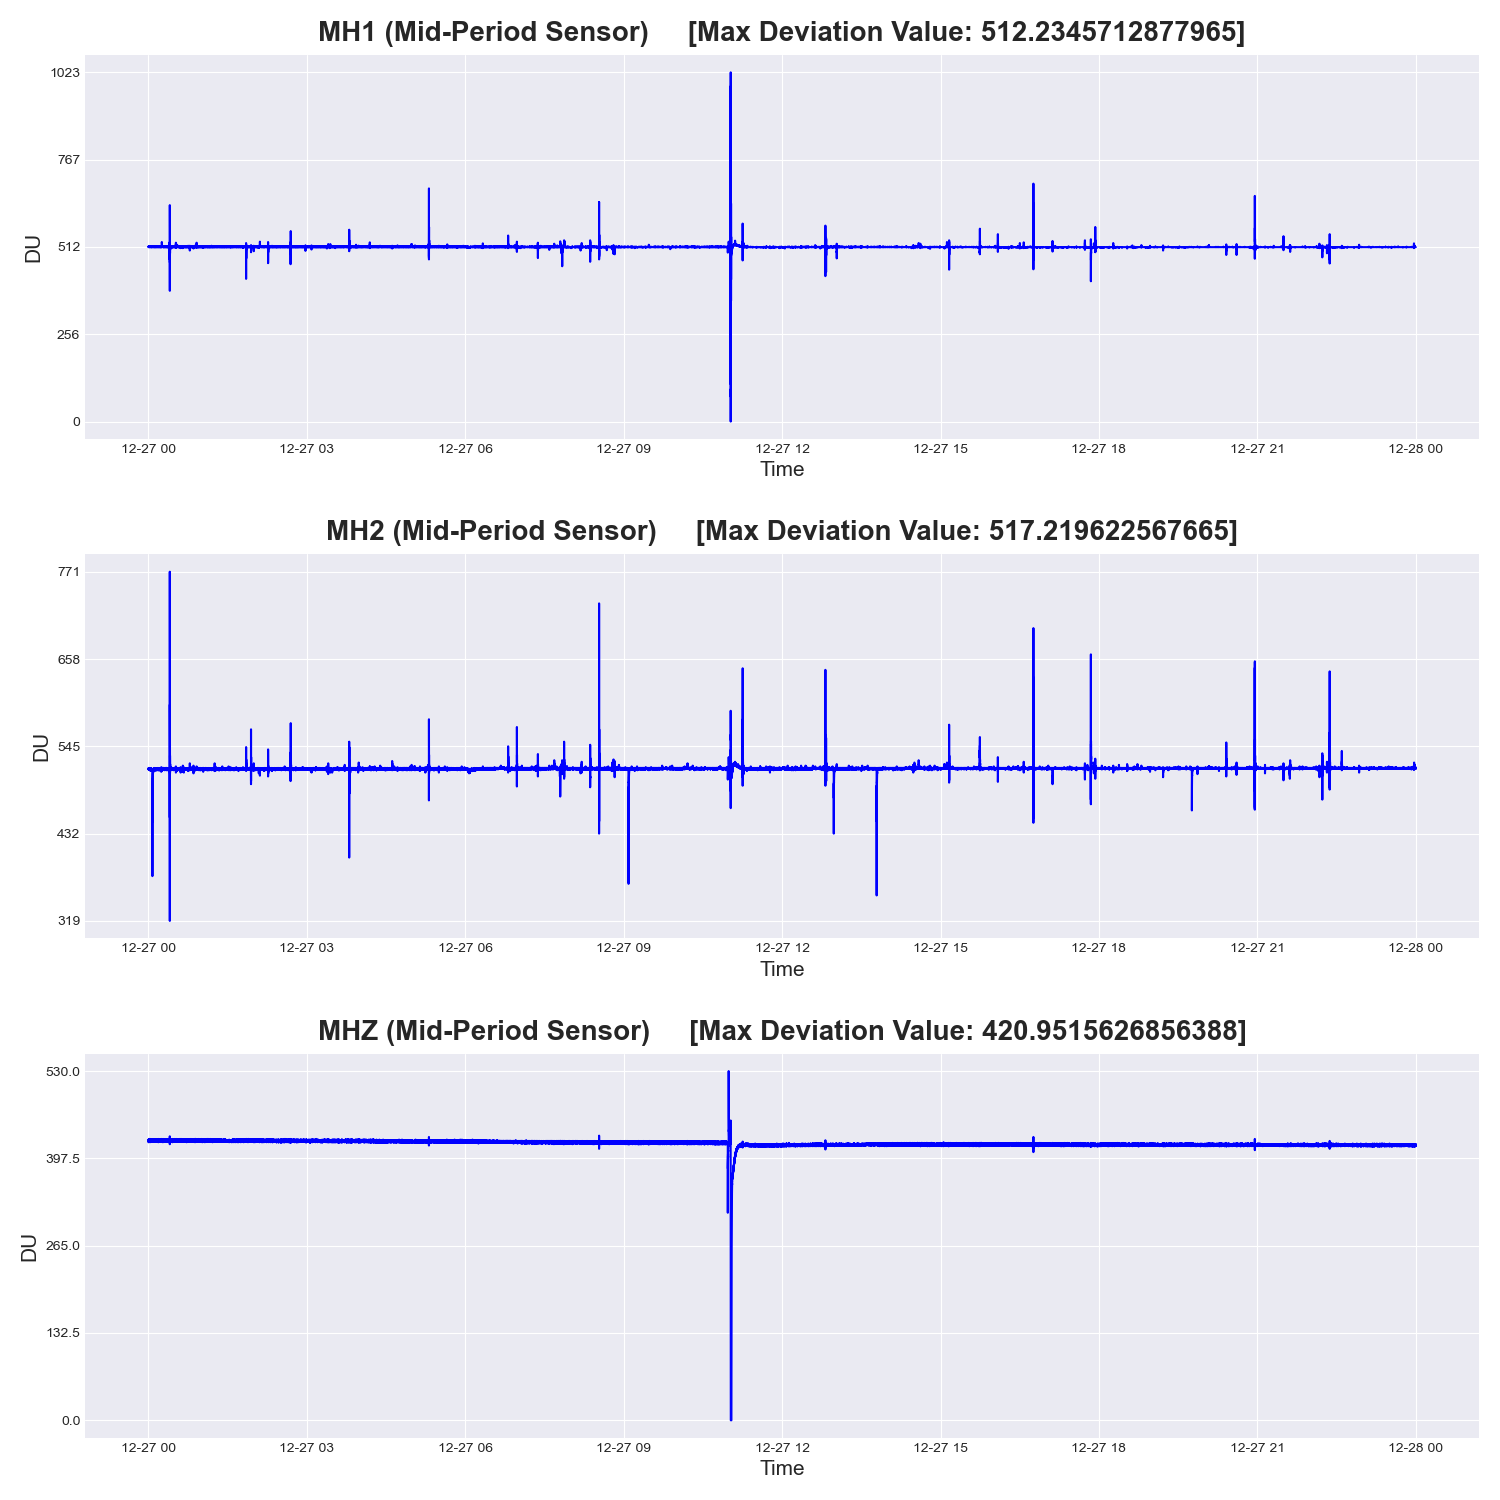 MH1 (Mid-Period Sensor) [Max Deviation Value: 512.2345712877965]
1023
767
512
256
0
DU
12-27 00 12-27 03 12-27 06 12-27 09 12-27 12 12-27 15 12-27 18 12-27 21 12-28 00
Time
MH2 (Mid-Period Sensor) [Max Deviation Value: 517.219622567665]
771
658
545
432
319
DU
12-27 00 12-27 03 12-27 06 12-27 09 12-27 12 12-27 15 12-27 18 12-27 21 12-28 00
Time
MHZ (Mid-Period Sensor) [Max Deviation Value: 420.9515626856388]
530.0
397.5
265.0
132.5
0.0
DU
12-27 00 12-27 03 12-27 06 12-27 09 12-27 12 12-27 15 12-27 18 12-27 21 12-28 00
Time